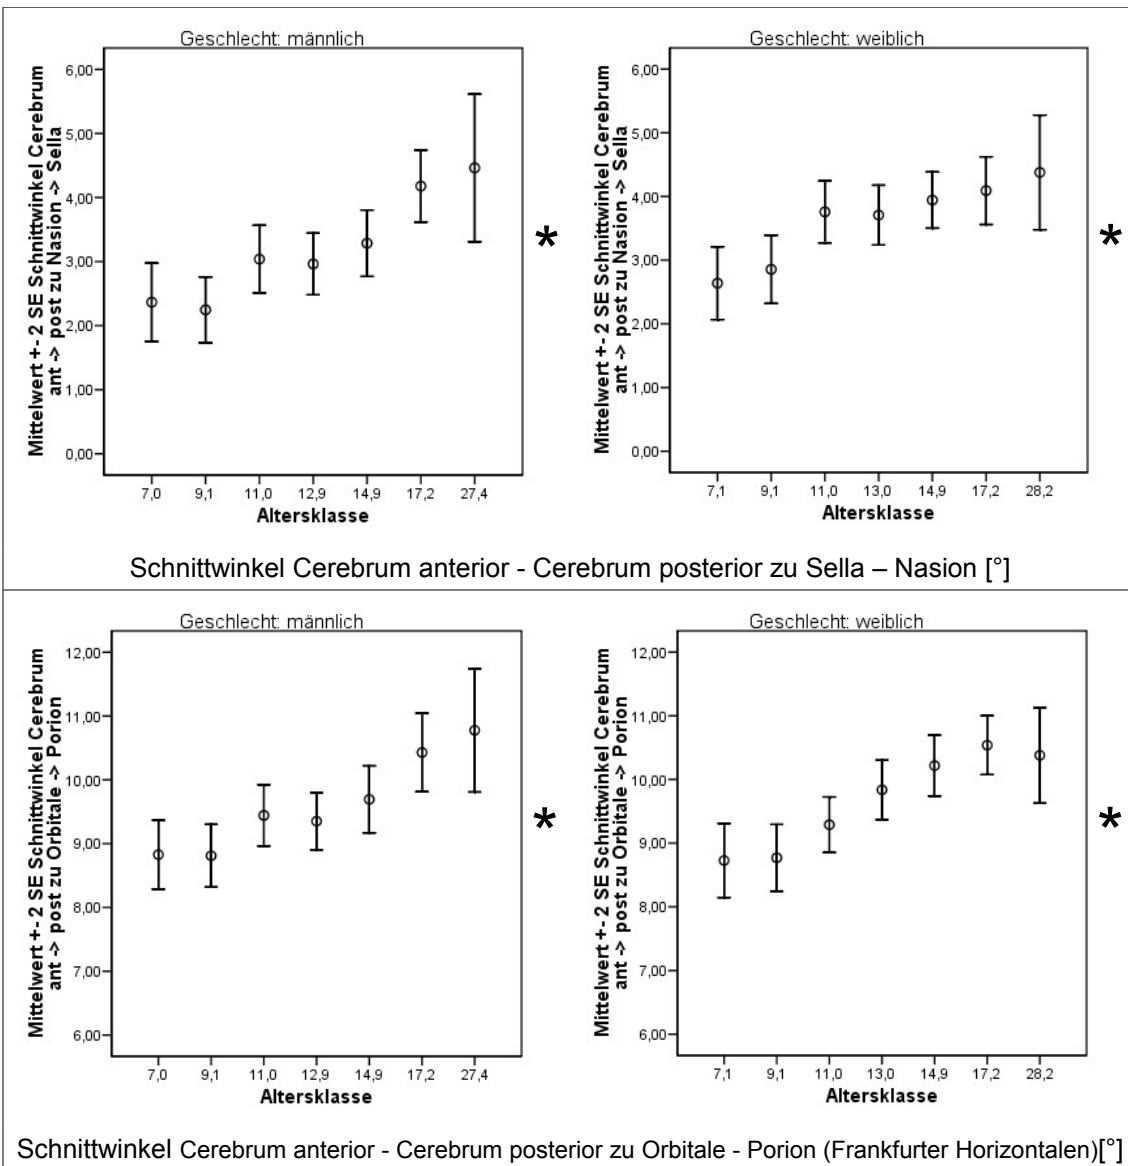 Geschlecht: männlich
Mittelwert +- 2 SE Schnittwinkel Cerebrum
ant -> post zu Nasion -> Sella
6,00
5,00
4,00
3,00
2,00
1,00
0,00
7,0 9,1 11,0 12,9 14,9 17,2 27,4
Altersklasse
*
Geschlecht: weiblich
Mittelwert +- 2 SE Schnittwinkel Cerebrum
ant -> post zu Nasion -> Sella
6,00
5,00
4,00
3,00
2,00
1,00
0,00
7,1 9,1 11,0 13,0 14,9 17,2 28,2
Altersklasse
*
Schnittwinkel Cerebrum anterior - Cerebrum posterior zu Sella – Nasion [°]
Geschlecht: männlich
Mittelwert +- 2 SE Schnittwinkel Cerebrum
ant -> post zu Orbitale -> Porion
12,00
11,00
10,00
9,00
8,00
7,00
6,00
7,0 9,1 11,0 12,9 14,9 17,2 27,4
Altersklasse
*
Geschlecht: weiblich
Mittelwert +- 2 SE Schnittwinkel Cerebrum
ant -> post zu Orbitale -> Porion
12,00
11,00
10,00
9,00
8,00
7,00
6,00
7,1 9,1 11,0 13,0 14,9 17,2 28,2
Altersklasse
*
Schnittwinkel Cerebrum anterior - Cerebrum posterior zu Orbitale - Porion (Frankfurter Horizontalen)[°]